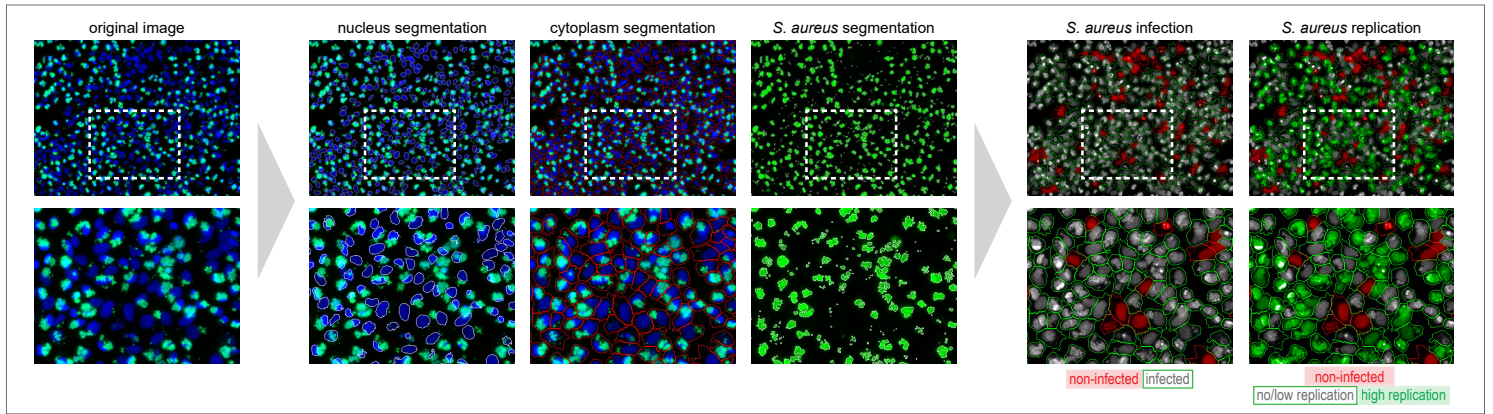 original image
nucleus segmentation
cytoplasm segmentation
S. aureus segmentation
S. aureus infection
S. aureus replication
non-infected infected
non-infected
no/low replication high replication